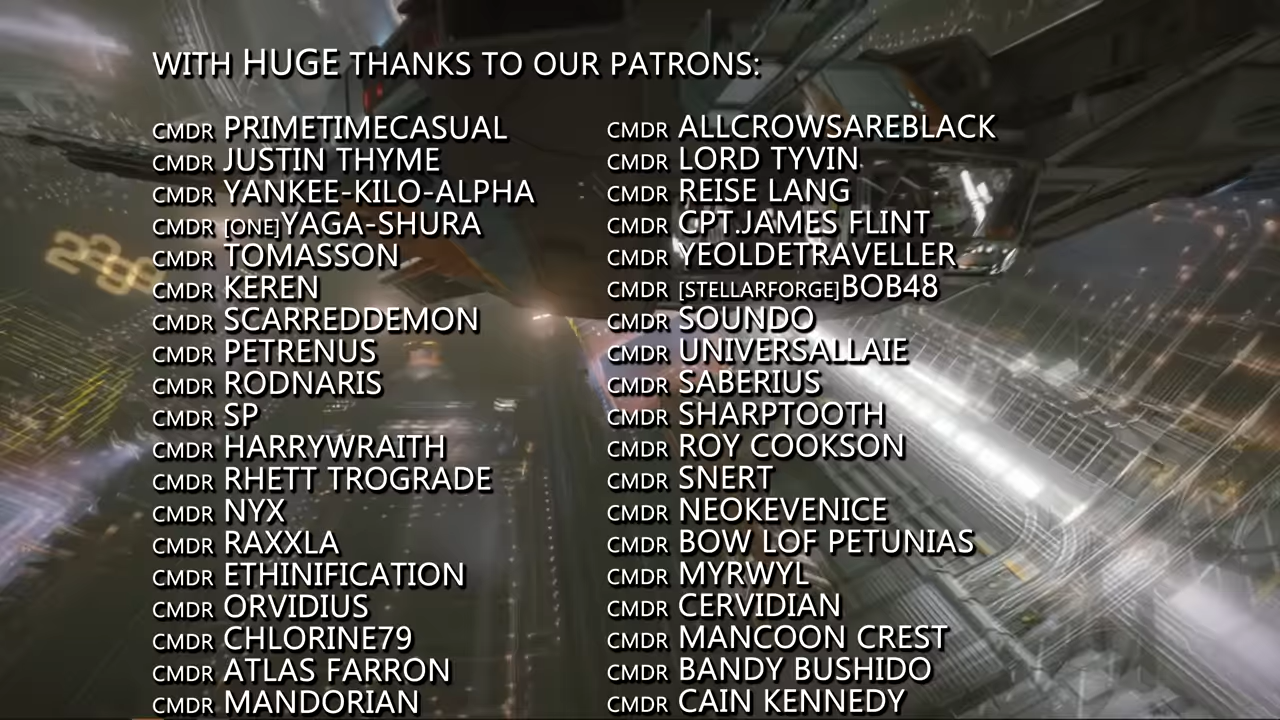 WITH HUGE THANKS TO OUR PATRONS:
CMDR PRIMETIMECASUAL
CMDR JUSTIN THYME
CMDR YANKEE-KILO-ALPHA
CMDR [ONE]YAGA-SHURA
CMDR TOMASSON
CMDR KEREN
CMDR SCARREDDEMON
CMDR PETRENUS
CMDR RODNARIS
CMDR SP
CMDR HARRYWRAITH
CMDR RHETT TROGRADE
CMDR NYX
CMDR RAXXLA
CMDR ETHINIFICATION
CMDR ORVIDIUS
CMDR CHLORINE79
CMDR ATLAS FARRON
CMDR MANDORIAN
CMDR ALLCROWSAREBLACK
CMDR LORD TYVIN
CMDR REISE LANG
CMDR CPT.JAMES FLINT
CMDR YEOLDETRAVELLER
CMDR [STELLARFORGE]BOB48
CMDR SOUNDO
CMDR UNIVERSALLAIE
CMDR SABERIUS
CMDR SHARPTOOTH
CMDR ROY COOKSON
CMDR SNERT
CMDR NEOKEVENICE
CMDR BOW LOF PETUNIAS
CMDR MYRWYL
CMDR CERVIDIAN
CMDR MANCOON CREST
CMDR BANDY BUSHIDO
CMDR CAIN KENNEDY